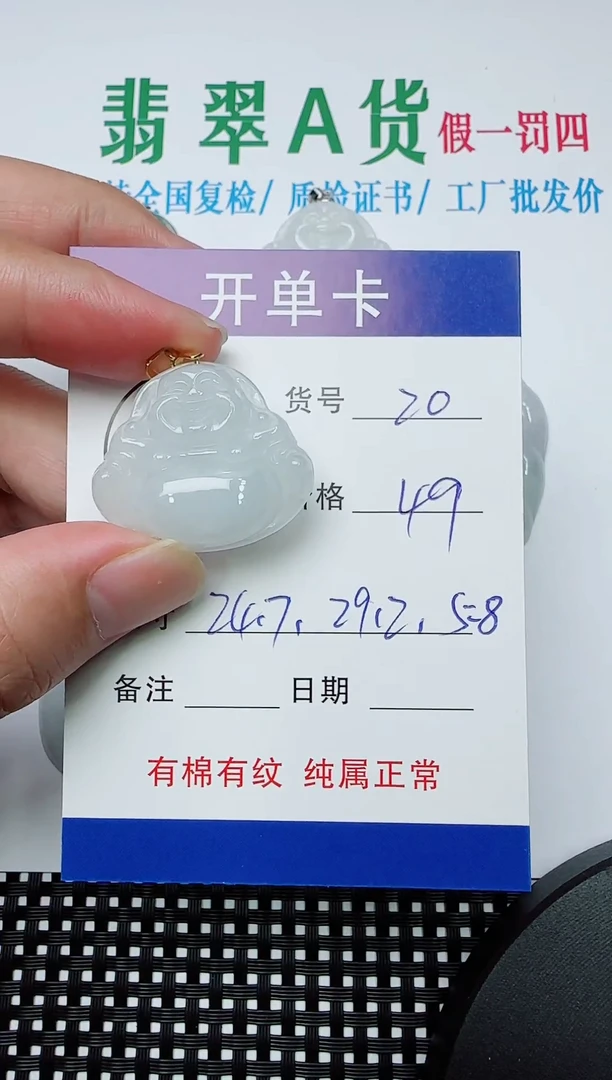 翡翠A货 假一罚四
全国复检/ 质检证书/ 工厂批发价
开单卡
货号 20
格 49
寸 24.7. 29.2. 5.8
备注 日期
有棉有纹 纯属正常